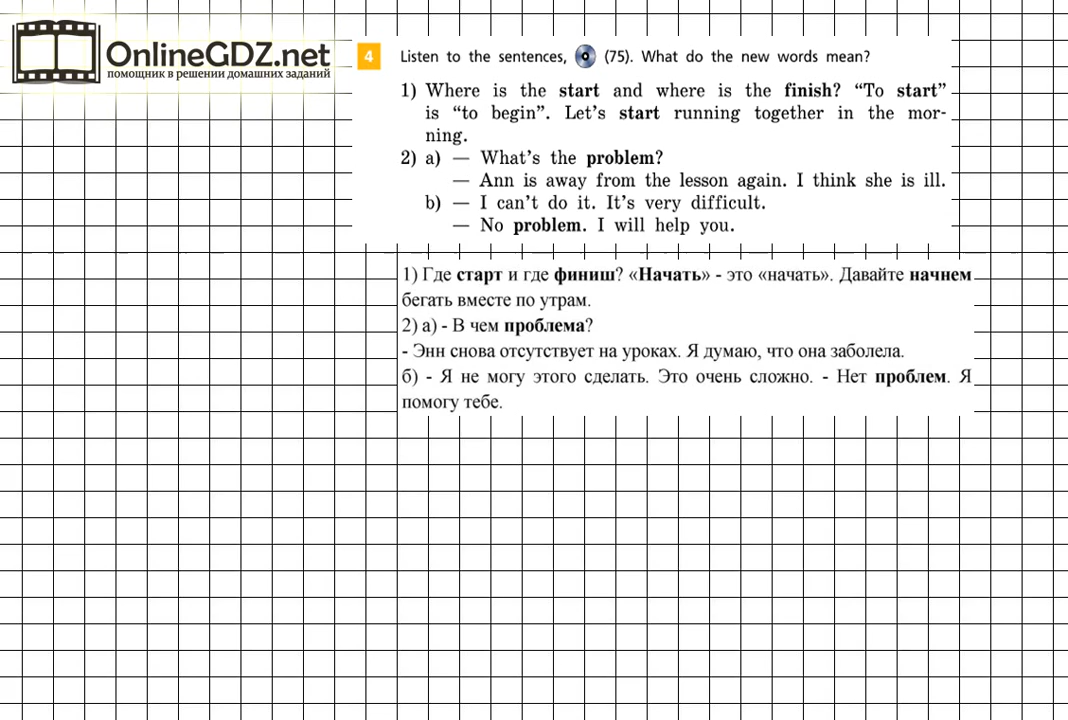 OnlineGDZ.net
помощник в решении домашних заданий
4 Listen to the sentences, (75). What do the new words mean?
1) Where is the start and where is the finish? “To start”
is “to begin”. Let’s start running together in the mor-
ning.
2) a) — What’s the problem?
— Ann is away from the lesson again. I think she is ill.
b) — I can’t do it. It’s very difficult.
— No problem. I will help you.
1) Где старт и где финиш? «Начать» - это «начать». Давайте начнем
бегать вместе по утрам.
2) а) - В чем проблема?
- Энн снова отсутствует на уроках. Я думаю, что она заболела.
б) - Я не могу этого сделать. Это очень сложно. - Нет проблем. Я
помогу тебе.